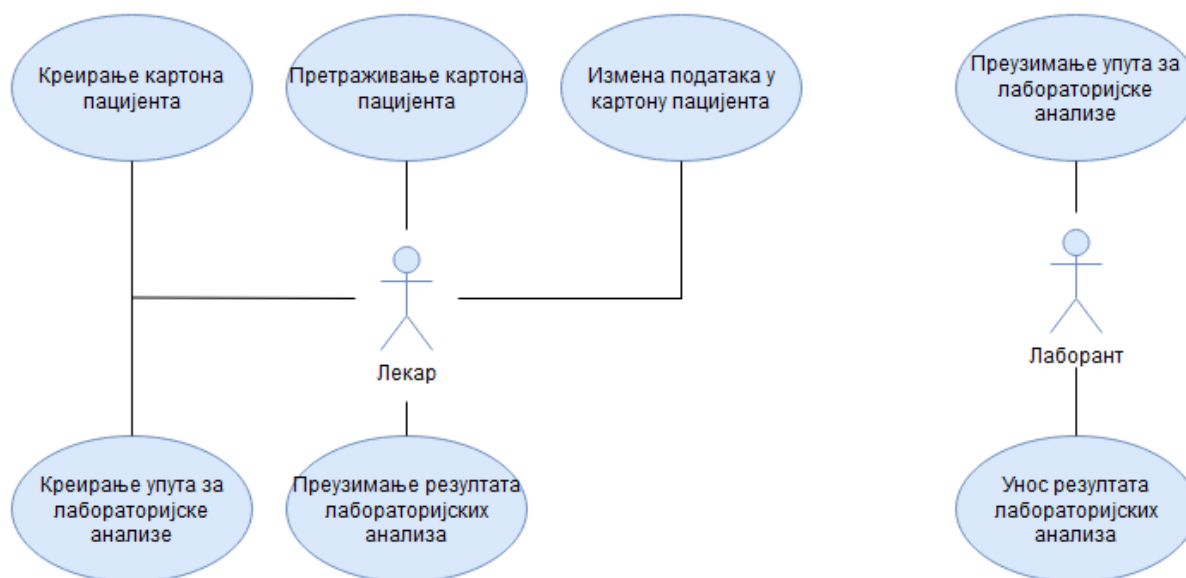 Креирање картона
пацијента
Претраживање картона
пацијента
Измена података у
картону пацијента
Преузимање упута за
лабораторијске
анализе
Лекар
Лаборант
Креирање упута за
лабораторијске
анализе
Преузимање резултата
лабораторијских
анализа
Унос резултата
лабораторијских
анализа